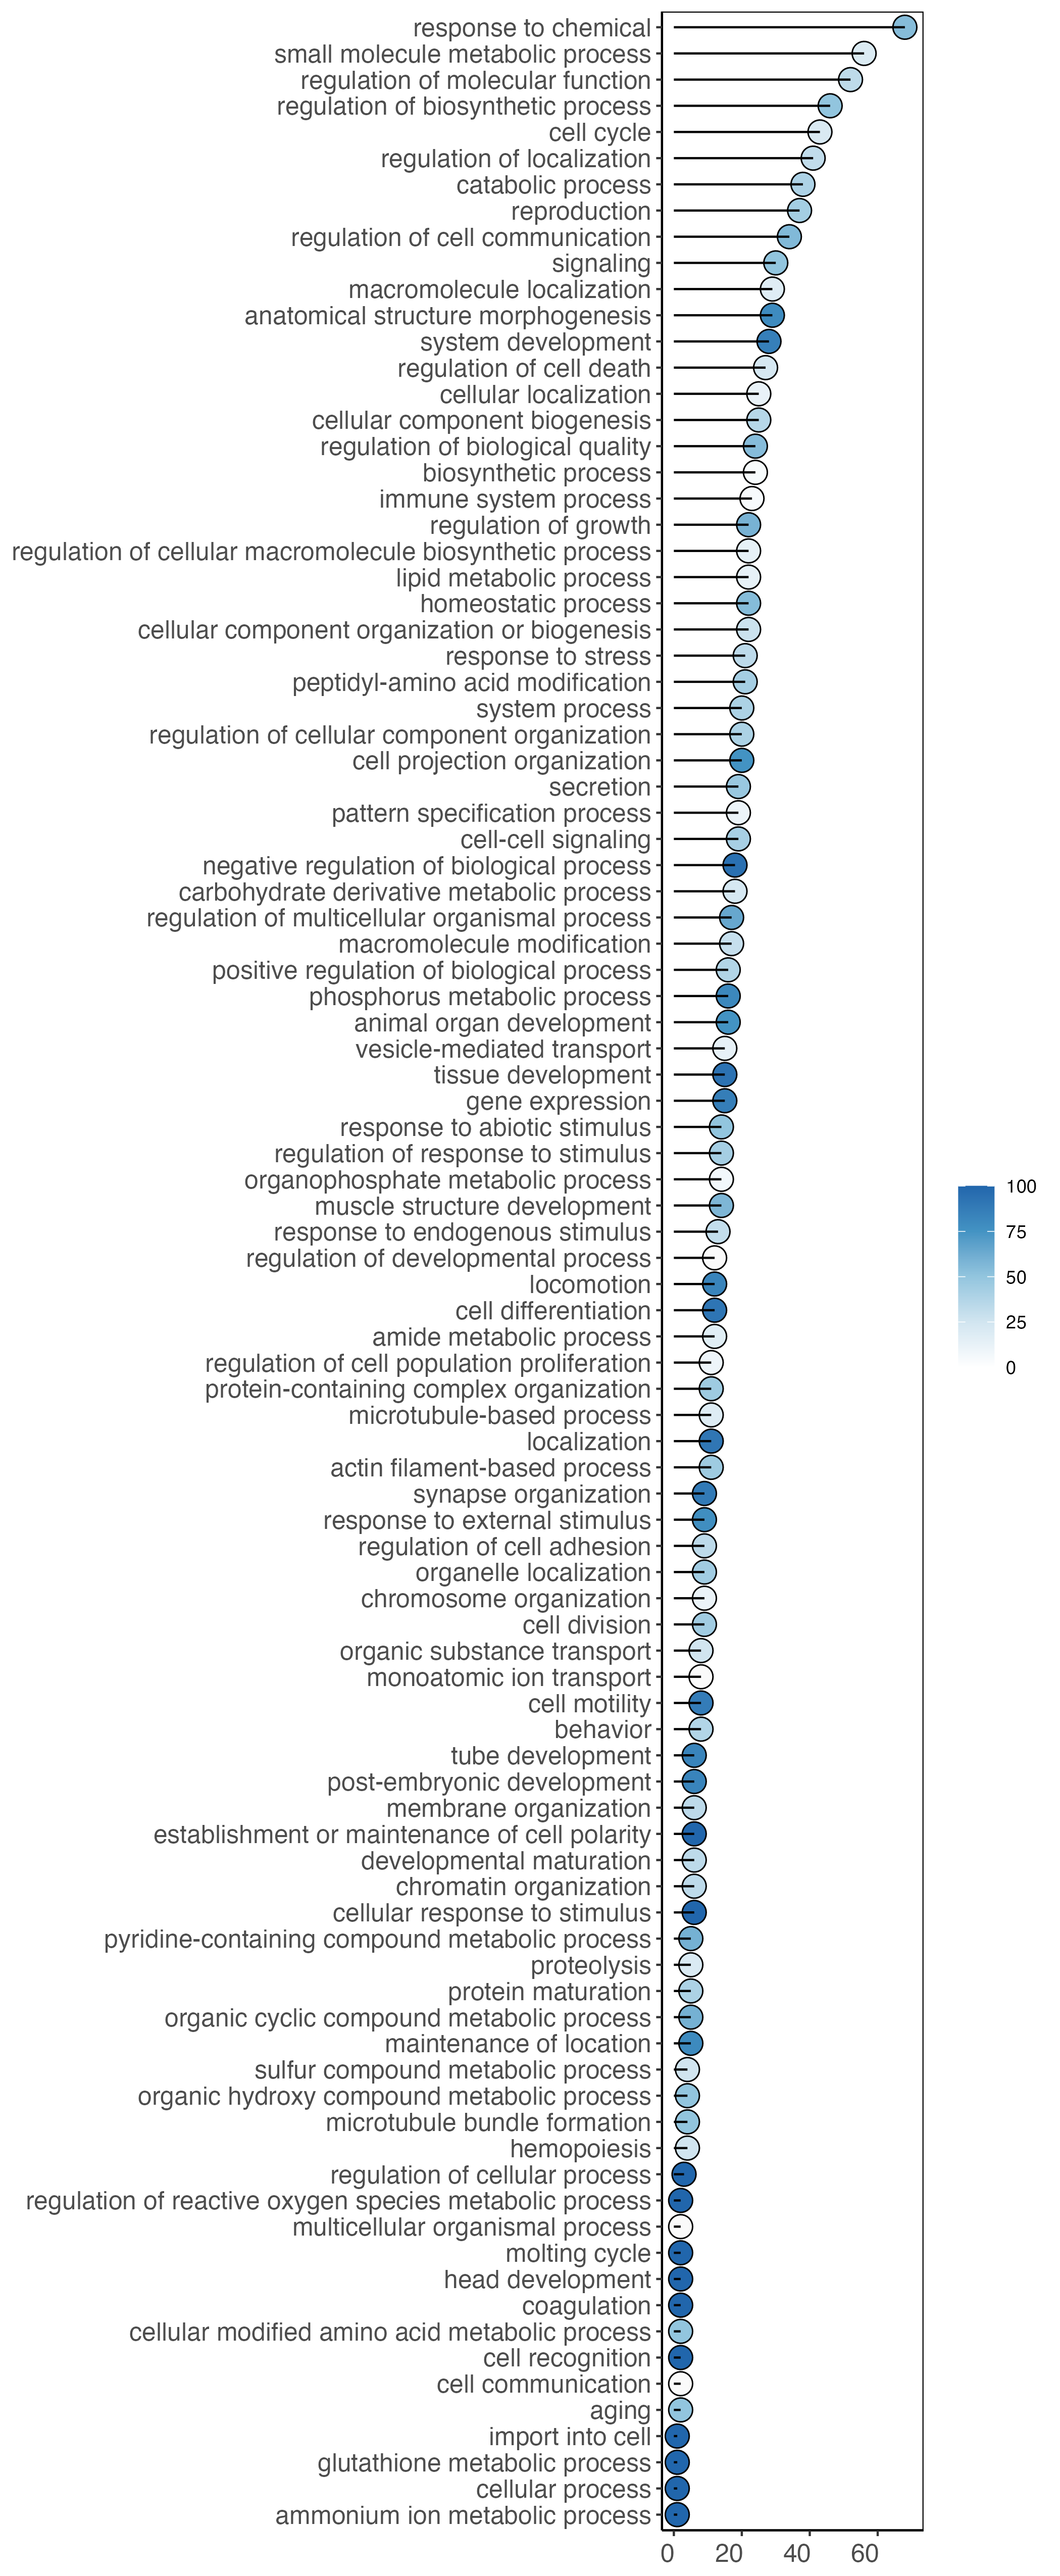 response to chemical
small molecule metabolic process
regulation of molecular function
regulation of biosynthetic process
cell cycle
regulation of localization
catabolic process
reproduction
regulation of cell communication
signaling
macromolecule localization
anatomical structure morphogenesis
system development
regulation of cell death
cellular localization
cellular component biogenesis
regulation of biological quality
biosynthetic process
immune system process
regulation of growth
regulation of cellular macromolecule biosynthetic process
lipid metabolic process
homeostatic process
cellular component organization or biogenesis
response to stress
peptidyl-amino acid modification
system process
regulation of cellular component organization
cell projection organization
secretion
pattern specification process
cell-cell signaling
negative regulation of biological process
carbohydrate derivative metabolic process
regulation of multicellular organismal process
macromolecule modification
positive regulation of biological process
phosphorus metabolic process
animal organ development
vesicle-mediated transport
tissue development
gene expression
response to abiotic stimulus
regulation of response to stimulus
organophosphate metabolic process
muscle structure development
response to endogenous stimulus
regulation of developmental process
locomotion
cell differentiation
amide metabolic process
regulation of cell population proliferation
protein-containing complex organization
microtubule-based process
localization
actin filament-based process
synapse organization
response to external stimulus
regulation of cell adhesion
organelle localization
chromosome organization
cell division
organic substance transport
monoatomic ion transport
cell motility
behavior
tube development
post-embryonic development
membrane organization
establishment or maintenance of cell polarity
developmental maturation
chromatin organization
cellular response to stimulus
pyridine-containing compound metabolic process
proteolysis
protein maturation
organic cyclic compound metabolic process
maintenance of location
sulfur compound metabolic process
organic hydroxy compound metabolic process
microtubule bundle formation
hemopoiesis
regulation of cellular process
regulation of reactive oxygen species metabolic process
multicellular organismal process
molting cycle
head development
coagulation
cellular modified amino acid metabolic process
cell recognition
cell communication
aging
import into cell
glutathione metabolic process
cellular process
ammonium ion metabolic process
0 20 40 60
100
75
50
25
0